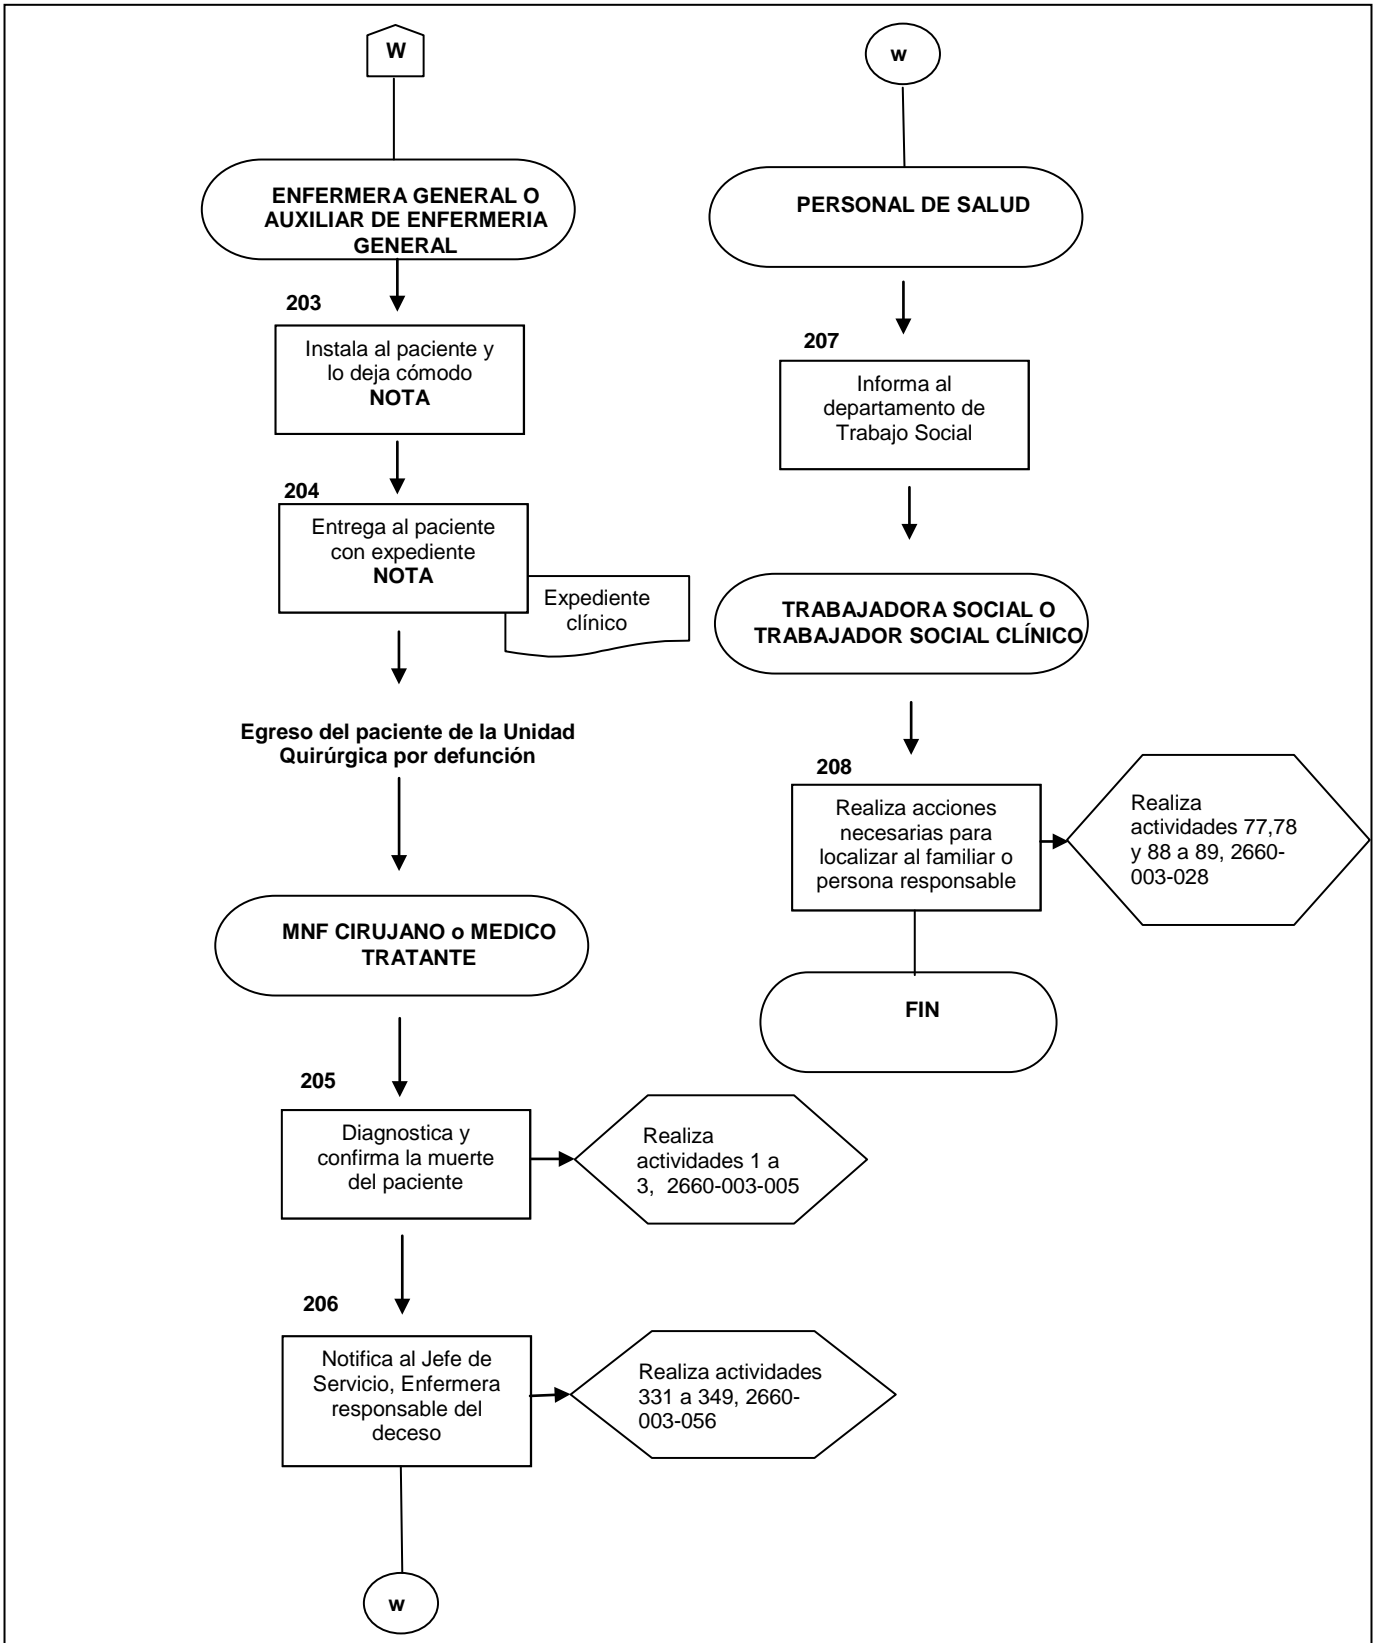 W
ENFERMERA GENERAL O
AUXILIAR DE ENFERMERIA
GENERAL
203
Instala al paciente y
lo deja cómodo
NOTA
204
Entrega al paciente
con expediente
NOTA
Expediente
clínico
Egreso del paciente de la Unidad
Quirúrgica por defunción
MNF CIRUJANO o MEDICO
TRATANTE
205
Diagnostica y
confirma la muerte
del paciente
Realiza
actividades 1 a
3, 2660-003-005
206
Notifica al Jefe de
Servicio, Enfermera
responsable del
deceso
Realiza actividades
331 a 349, 2660-
003-056
w
w
PERSONAL DE SALUD
207
Informa al
departamento de
Trabajo Social
TRABAJADORA SOCIAL O
TRABAJADOR SOCIAL CLÍNICO
208
Realiza acciones
necesarias para
localizar al familiar o
persona responsable
Realiza
actividades 77,78
y 88 a 89, 2660-
003-028
FIN